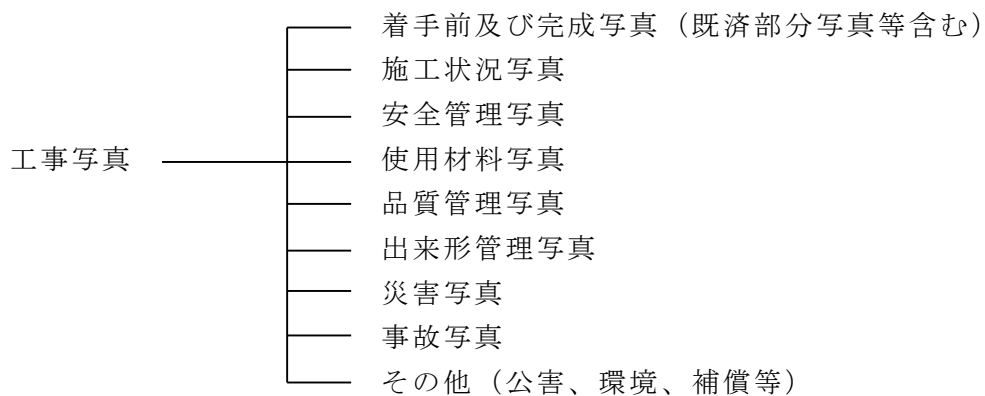 着手前及び完成写真（既済部分写真等含む）
施工状況写真
安全管理写真
工事写真
使用材料写真
品質管理写真
出来形管理写真
災害写真
事故写真
その他（公害、環境、補償等）